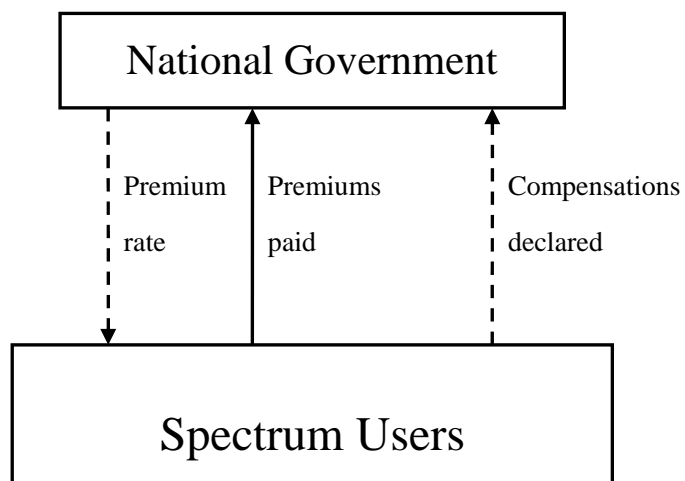 National Government
Premium
rate
Premiums
paid
Compensations
declared
Spectrum Users